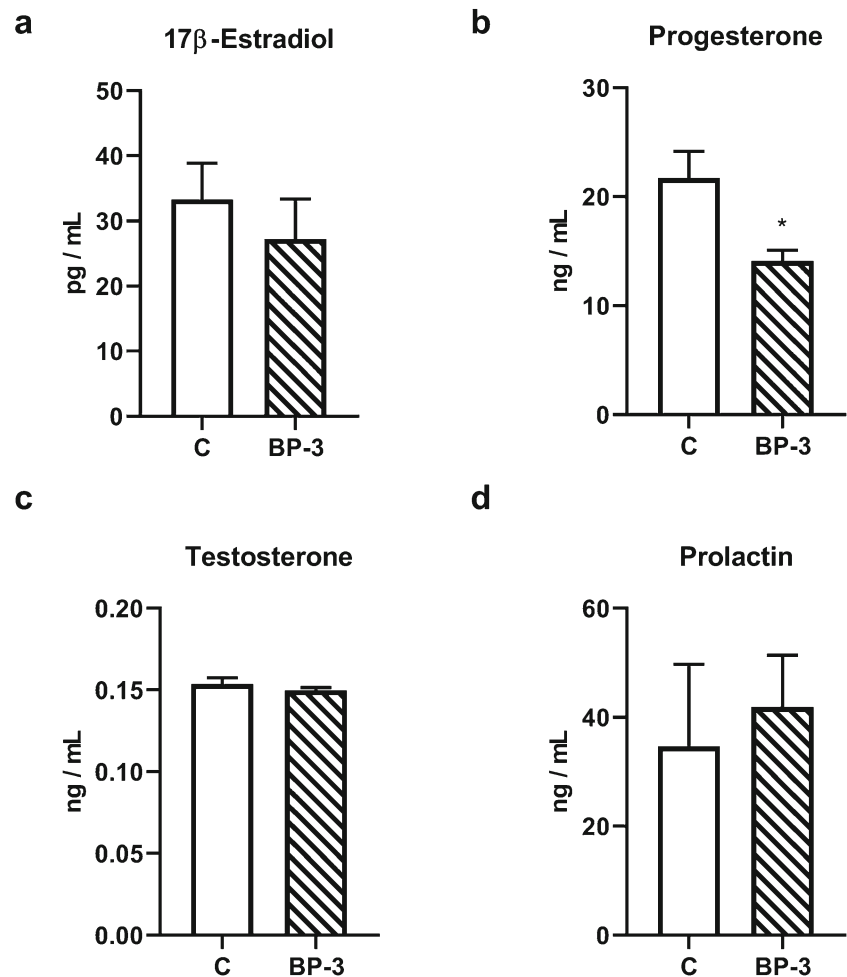 a
17β-Estradiol
50
40
30
20
10
0
pg / mL
C
BP-3
b
Progesterone
30
20
10
0
ng / mL
*
C
BP-3
c
Testosterone
0.20
0.15
0.10
0.05
0.00
ng / mL
C
BP-3
d
Prolactin
60
40
20
0
ng / mL
C
BP-3